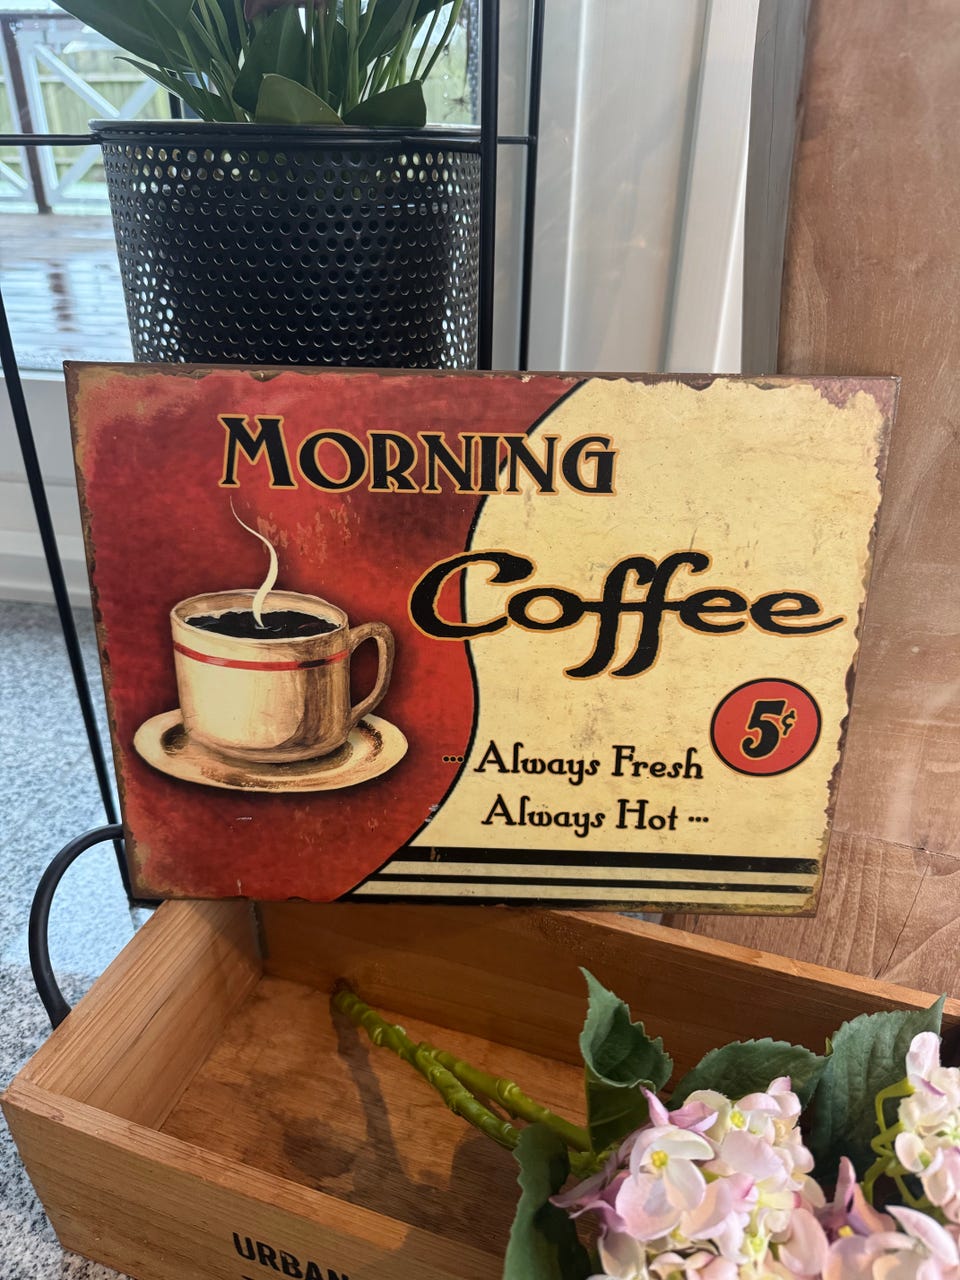 MORNING
Coffee
5¢
... Always Fresh
Always Hot ...
URBAN